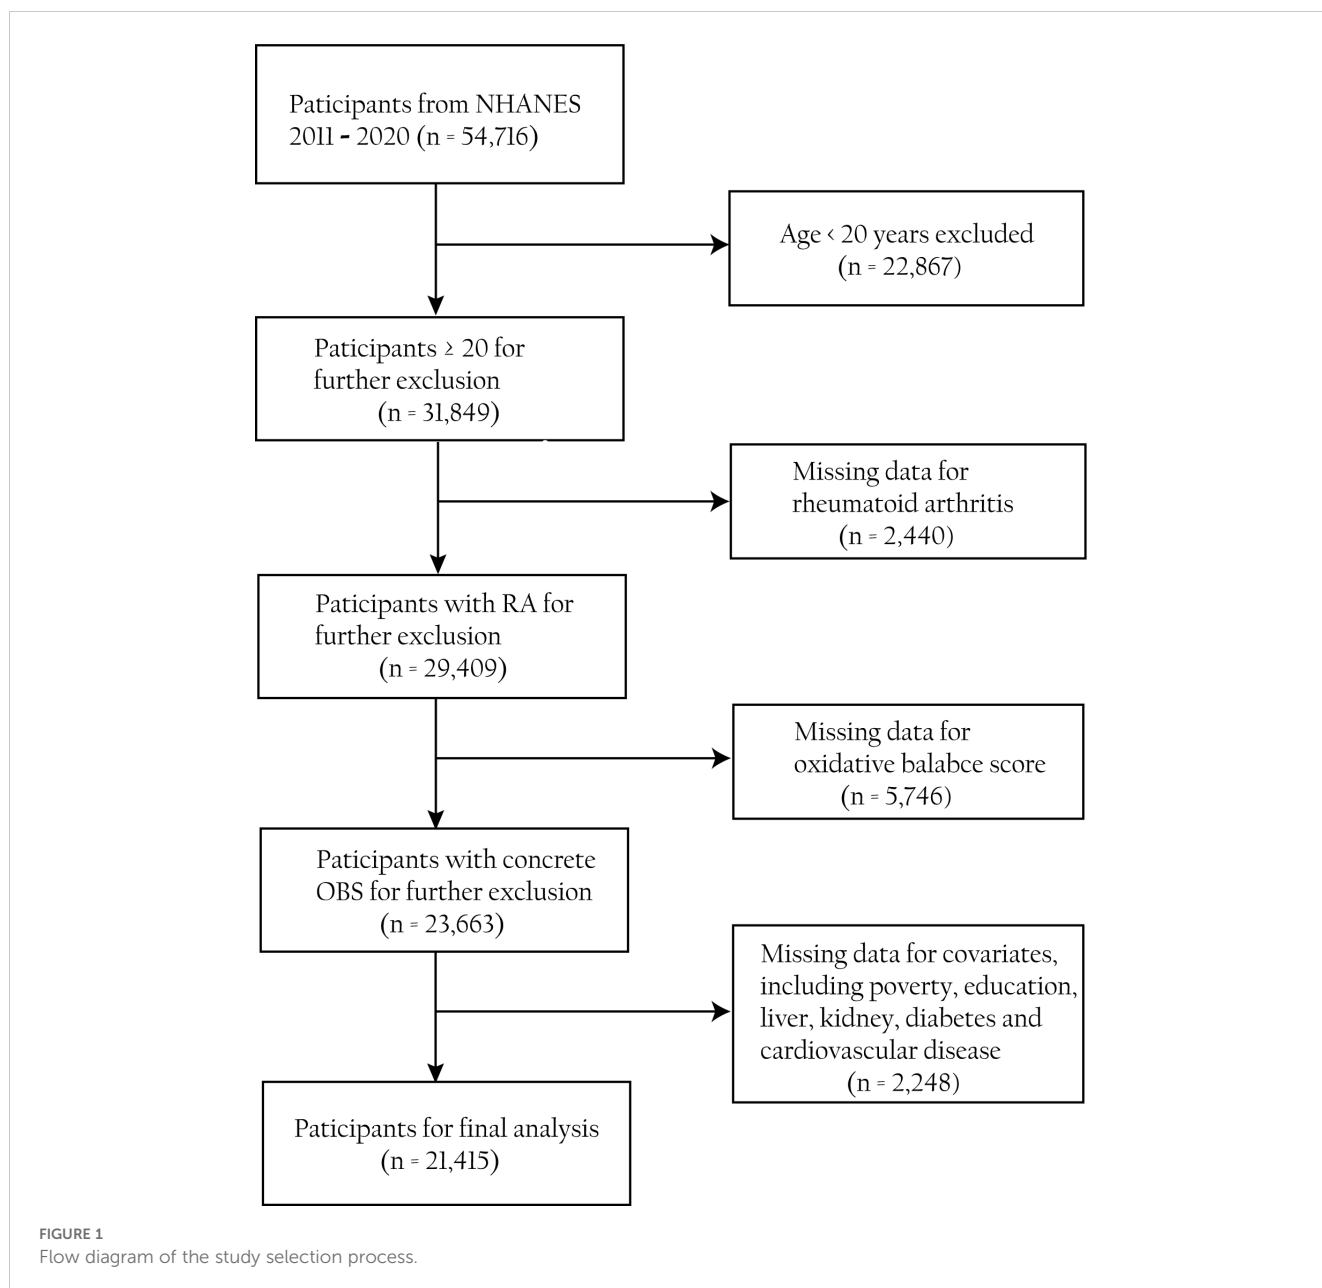 Paticipants from NHANES
2011 - 2020 (n = 54,716)
Age < 20 years excluded
(n = 22,867)
Paticipants ≥ 20 for
further exclusion
(n = 31,849)
Missing data for
rheumatoid arthritis
(n = 2,440)
Paticipants with RA for
further exclusion
(n = 29,409)
Missing data for
oxidative balabce score
(n = 5,746)
Paticipants with concrete
OBS for further exclusion
(n = 23,663)
Missing data for covariates,
including poverty, education,
liver, kidney, diabetes and
cardiovascular disease
(n = 2,248)
Paticipants for final analysis
(n = 21,415)
FIGURE 1
Flow diagram of the study selection process.